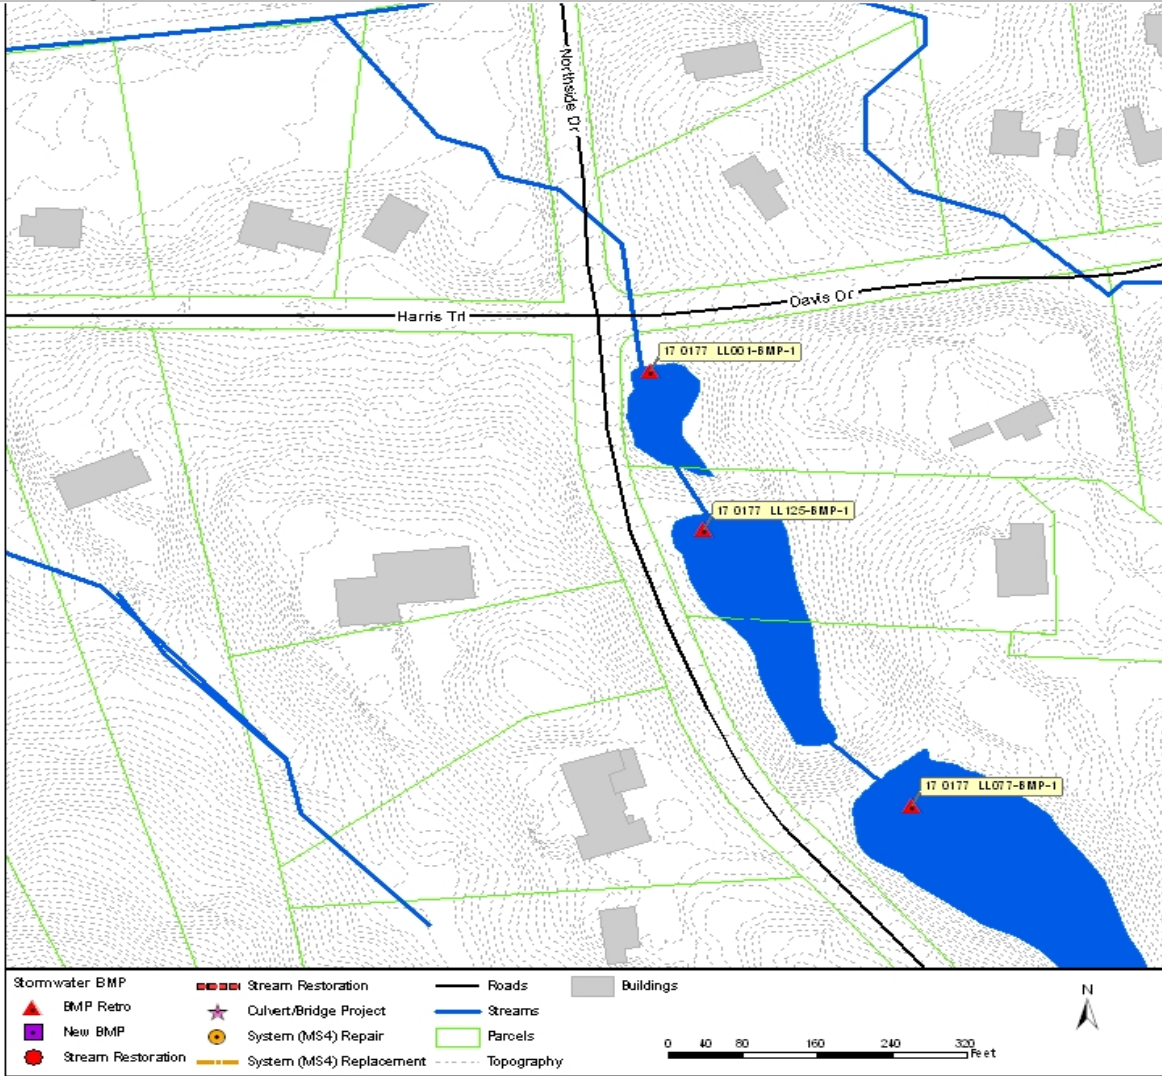 Northside Dr
Davis Dr
Harris Trl
17 0177 LL001-BMP-1
17 0177 LL125-BMP-1
17 0177 LL077-BMP-1
Stormwater BMP
BMP Retro
New BMP
Stream Restoration
Stream Restoration
Culvert/Bridge Project
System (MS4) Repair
System (MS4) Replacement
Roads
Streams
Parcels
Topography
Buildings
N
0 40 80 160 240 320
Feet